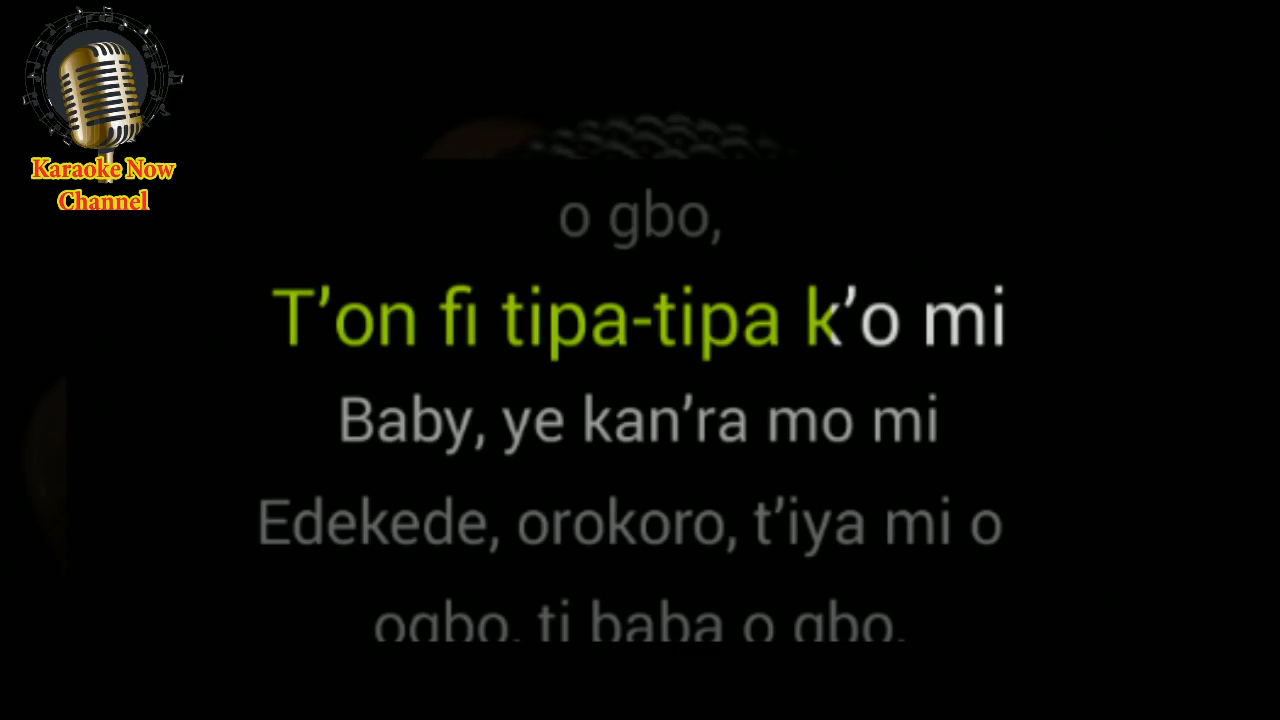 Karaoke Now
Channel
o gbo,
T’on fi tipa-tipa k’o mi
Baby, ye kan’ra mo mi
Edekede, orokoro, t’iya mi o
ogbo, ti baba o gbo,